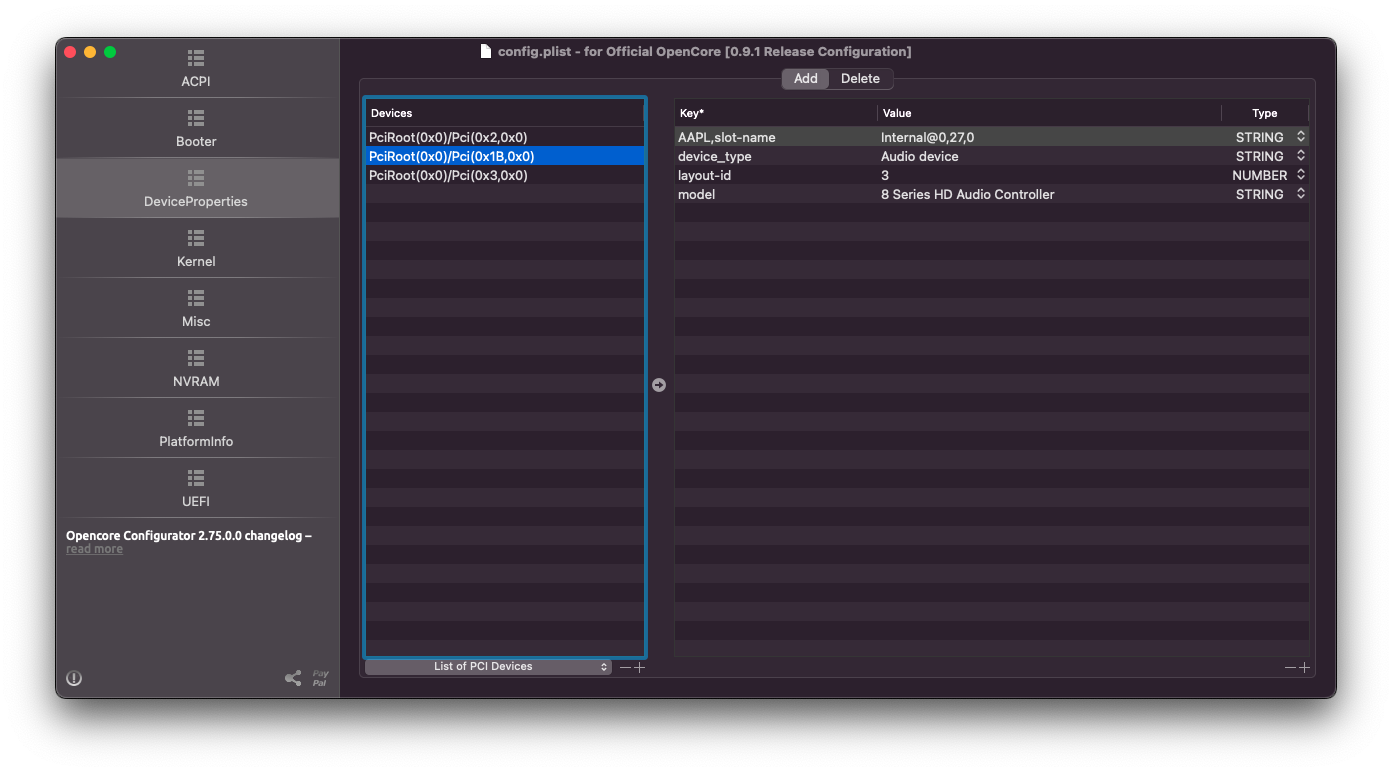 config.plist - for Official OpenCore [0.9.1 Release Configuration]
ACPI
Booter
DeviceProperties
Kernel
Misc
NVRAM
PlatformInfo
UEFI
Opencore Configurator 2.75.0.0 changelog –
read more
Pay
Pal
Add Delete
Devices
PciRoot(0x0)/Pci(0x2,0x0)
PciRoot(0x0)/Pci(0x1B,0x0)
PciRoot(0x0)/Pci(0x3,0x0)
List of PCI Devices
Key* Value Type
AAPL,slot-name Internal@0,27,0 STRING
device_type Audio device STRING
layout-id 3 NUMBER
model 8 Series HD Audio Controller STRING